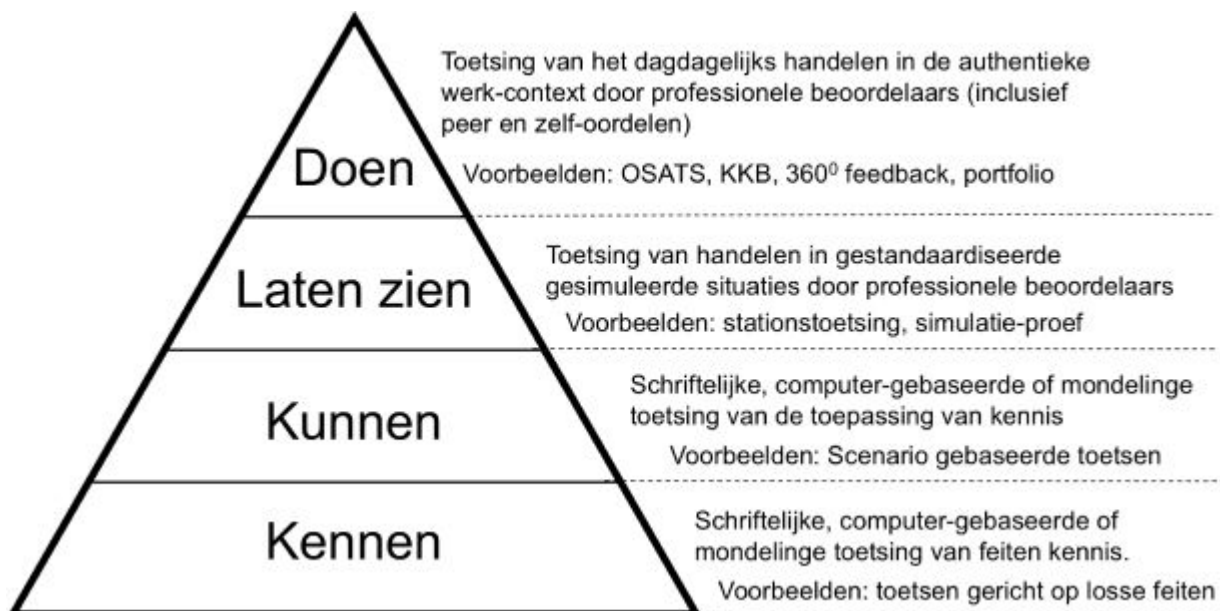 Toetsing van het dagdagelijks handelen in de authentieke
werk-context door professionele beoordelaars (inclusief
peer en zelf-oordelen)
Doen
Voorbeelden: OSATS, KKB, 360⁰ feedback, portfolio
Toetsing van handelen in gestandaardiseerde
Laten zien
gesimuleerde situaties door professionele beoordelaars
Voorbeelden: stationstoetsing, simulatie-proef
Schriftelijke, computer-gebaseerde of mondelinge
Kunnen
toetsing van de toepassing van kennis
Voorbeelden: Scenario gebaseerde toetsen
Schriftelijke, computer-gebaseerde of
Kennen
mondelinge toetsing van feiten kennis.
Voorbeelden: toetsen gericht op losse feiten